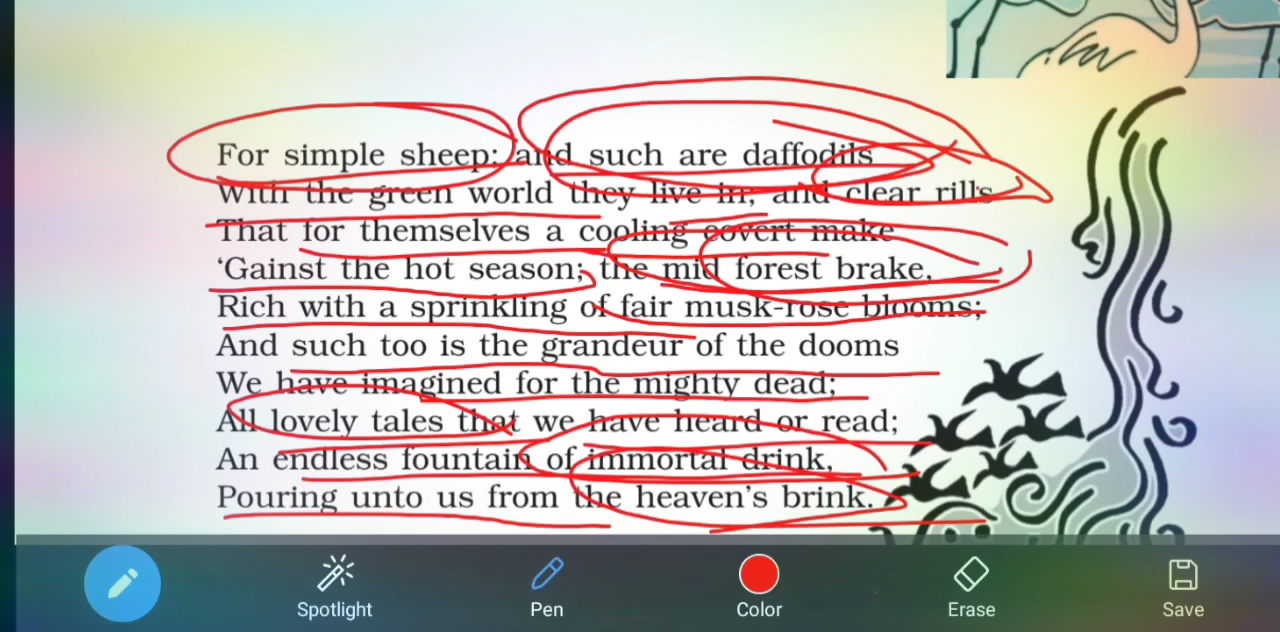 For simple sheep; and such are daffodils
With the green world they live in; and clear rills
That for themselves a cooling covert make
‘Gainst the hot season; the mid forest brake,
Rich with a sprinkling of fair musk-rose blooms;
And such too is the grandeur of the dooms
We have imagined for the mighty dead;
All lovely tales that we have heard or read;
An endless fountain of immortal drink,
Pouring unto us from the heaven’s brink.
Spotlight
Pen
Color
Erase
Save